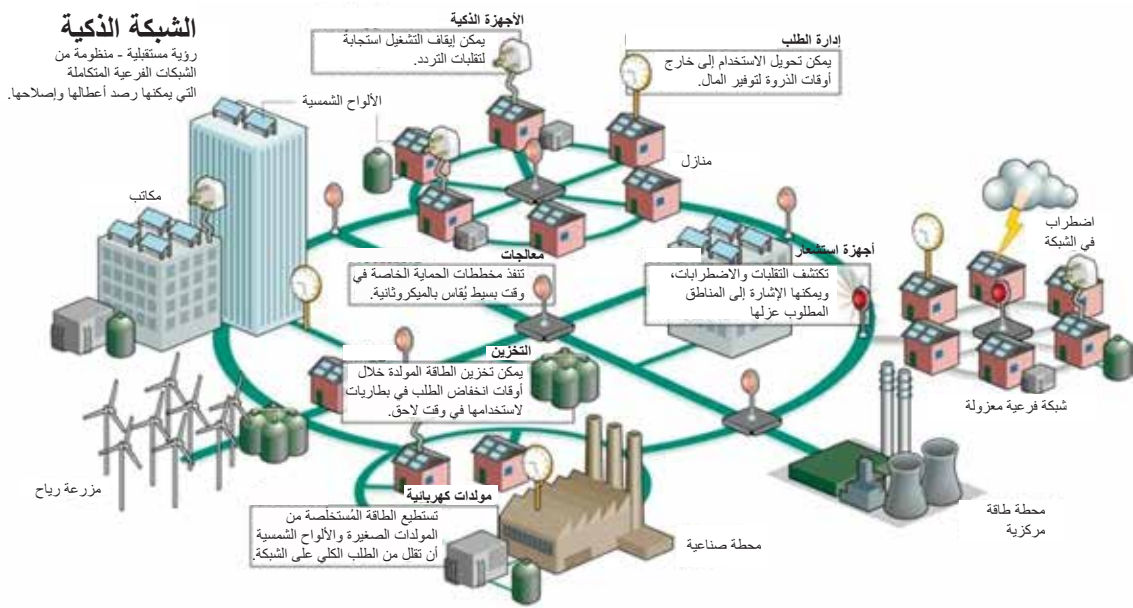 الشبكة الذكية
رؤية مستقبلية - منظومة من
الشبكات الفرعية المتكاملة
التي يمكنها رصد أعطالها وإصلاحها.
الأجهزة الذكية
يمكن إيقاف التشغيل استجابةً
لتقلبات التردد.
إدارة الطلب
يمكن تحويل الاستخدام إلى خارج
أوقات الذروة لتوفير المال.
الألواح الشمسية
منازل
مكاتب
اضطراب
في الشبكة
أجهزة استشعار
تكتشف التقلبات والاضطرابات،
ويمكنها الإشارة إلى المناطق
المطلوب عزلها
معالجات
تنفذ مخططات الحماية الخاصة في
وقت بسيط يُقاس بالميكروثانية.
التخزين
يمكن تخزين الطاقة المولدة خلال
أوقات انخفاض الطلب في بطاريات
لاستخدامها في وقت لاحق.
شبكة فرعية معزولة
مزرعة رياح
مولدات كهربائية
تستطيع الطاقة المُستخلَصة من
المولدات الصغيرة والألواح الشمسية
أن تقلل من الطلب الكلي على الشبكة.
محطة صناعية
محطة طاقة
مركزية